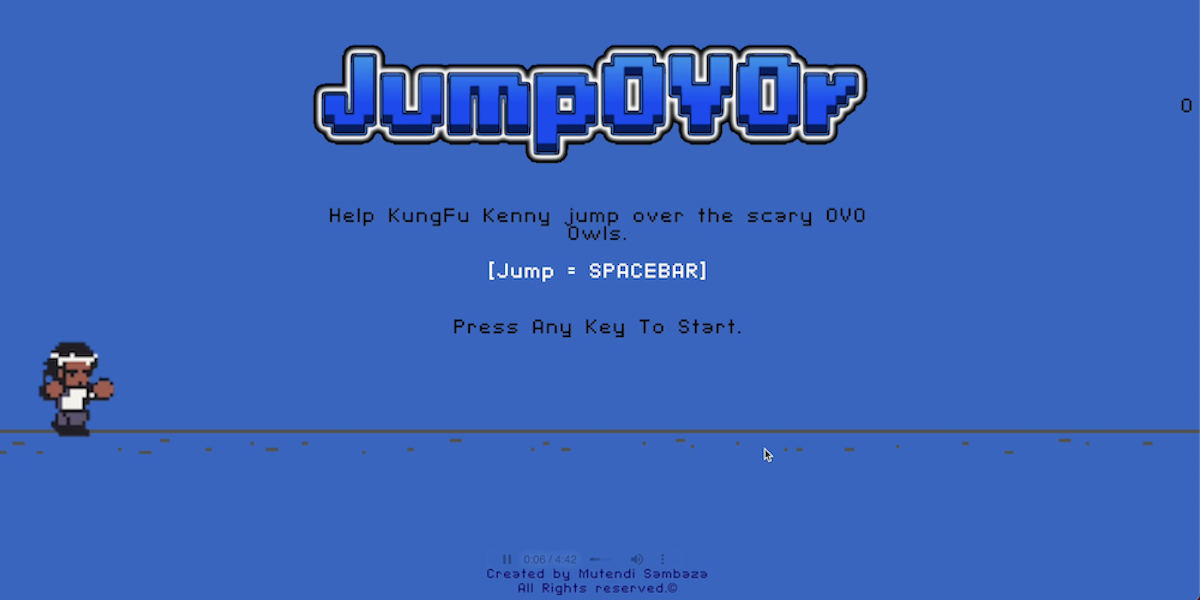 JumpOVOr
0
Help KungFu Kenny jump over the scary OVO
Owls.
[Jump = SPACEBAR]
Press Any Key To Start.
0:06 / 4:42
Created by Mutendi Sambaza
All Rights reserved.©